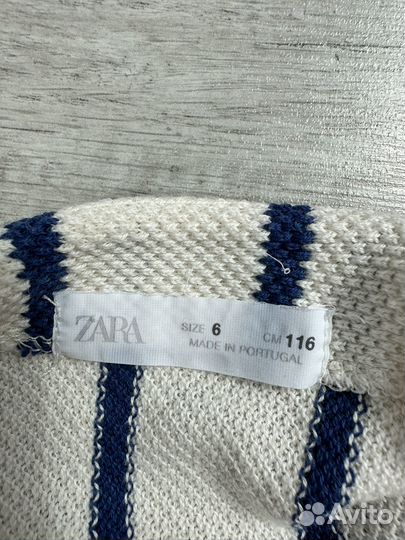 ZARA
SIZE 6 CM 116
MADE IN PORTUGAL
Avito